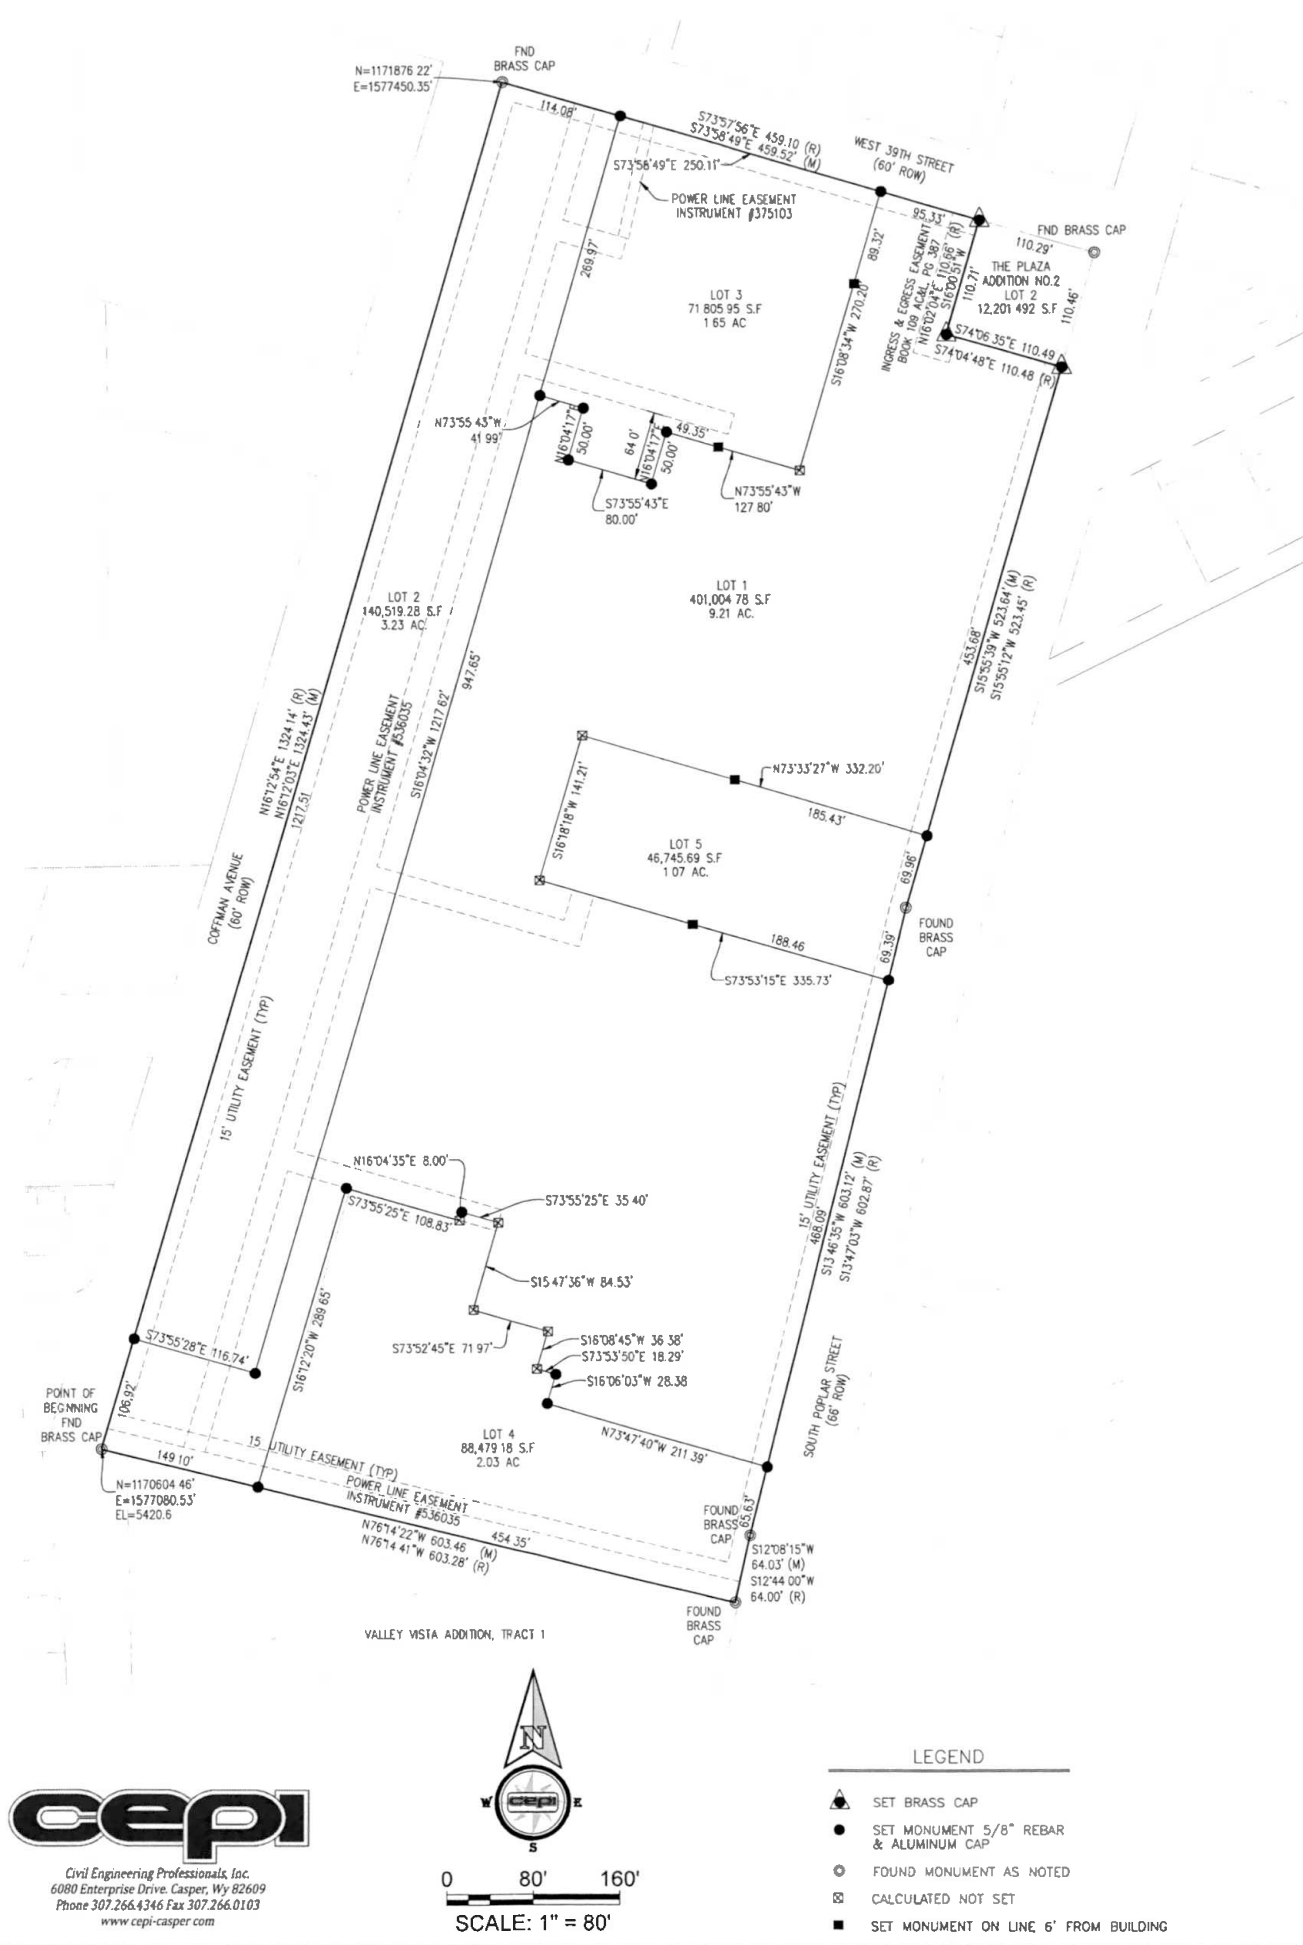 FND
BRASS CAP
N=1171876 22'
E=1577450.35'
114.08'
S73°57'56"E 459.10 (R)
S73°58'49"E 459.52' (M)
S73°58'49"E 250.11'
WEST 39TH STREET
(60' ROW)
POWER LINE EASEMENT
INSTRUMENT #375103
95.33'
FND BRASS CAP
110.29'
THE PLAZA
ADDITION NO.2
LOT 2
12,201 492 S.F
110.46'
INGRESS & EGRESS EASEMENT
BOOK 109 AC&L, PG 387
N16°02'04"E 110.66' (R)
S16°00'51"W
110.71'
S74°06 35"E 110.49
S74°04'48"E 110.48 (R)
269.97'
89.32'
LOT 3
71 805 95 S.F
1 65 AC
S16°08'34"W 270.20'
N73°55 43"W
41 99'
N16°04'17"E
50.00'
64 0'
N16°04'17"E
50.00'
49.35'
S73°55'43"E
80.00'
N73°55'43"W
127 80'
LOT 1
401,004 78 S.F
9.21 AC.
LOT 2
140,519.28 S.F
3.23 AC.
453.68'
S15°55'39"W 523.64'(M)
S15°55'12"W 523.45' (R)
947.65'
S16°04'32"W 1217 62'
POWER LINE EASEMENT
INSTRUMENT #536035
N16°12'54"E 1324 14' (R)
N16°12'03"E 1324.43' (M)
1217.51
N73°33'27"W 332.20'
185.43'
S16°18'18"W 141.21'
LOT 5
46,745.69 S.F
1 07 AC.
69.96'
COFFMAN AVENUE
(60' ROW)
FOUND
BRASS
CAP
69.39'
188.46
S73°53'15"E 335.73'
15' UTILITY EASEMENT (TYP)
15' UTILITY EASEMENT (TYP)
468.09'
S13 46'35"W 603.12' (M)
S13°47'03"W 602.87' (R)
N16°04'35"E 8.00'
S73°55'25"E 35 40'
S73°55'25"E 108.83'
S15 47'36"W 84.53'
S16°12'20"W 289 65'
S73°52'45"E 71 97'
S16°08'45"W 36 38'
S73°53'50"E 18.29'
S16°06'03"W 28.38
S73°55'28"E 116.74'
SOUTH POPLAR STREET
(66' ROW)
POINT OF
BEGNNING
FND
BRASS CAP
106.92'
N73°47'40"W 211 39'
LOT 4
88,479 18 S.F
2.03 AC
149 10'
15 UTILITY EASEMENT (TYP)
POWER LINE EASEMENT
INSTRUMENT #536035
N=1170604 46'
E=1577080.53'
EL=5420.6
454 35'
N76°14'22"W 603.46 (M)
N76°14 41"W 603.28' (R)
65.63'
FOUND
BRASS
CAP
S12°08'15"W
64.03' (M)
S12°44 00"W
64.00' (R)
FOUND
BRASS
CAP
VALLEY VISTA ADDITION, TRACT 1
N
W
cepi
E
S
0 80' 160'
SCALE: 1" = 80'
cepi
Civil Engineering Professionals, Inc.
6080 Enterprise Drive. Casper, Wy 82609
Phone 307.266.4346 Fax 307.266.0103
www.cepi-casper.com
LEGEND
SET BRASS CAP
SET MONUMENT 5/8" REBAR
& ALUMINUM CAP
FOUND MONUMENT AS NOTED
CALCULATED NOT SET
SET MONUMENT ON LINE 6' FROM BUILDING